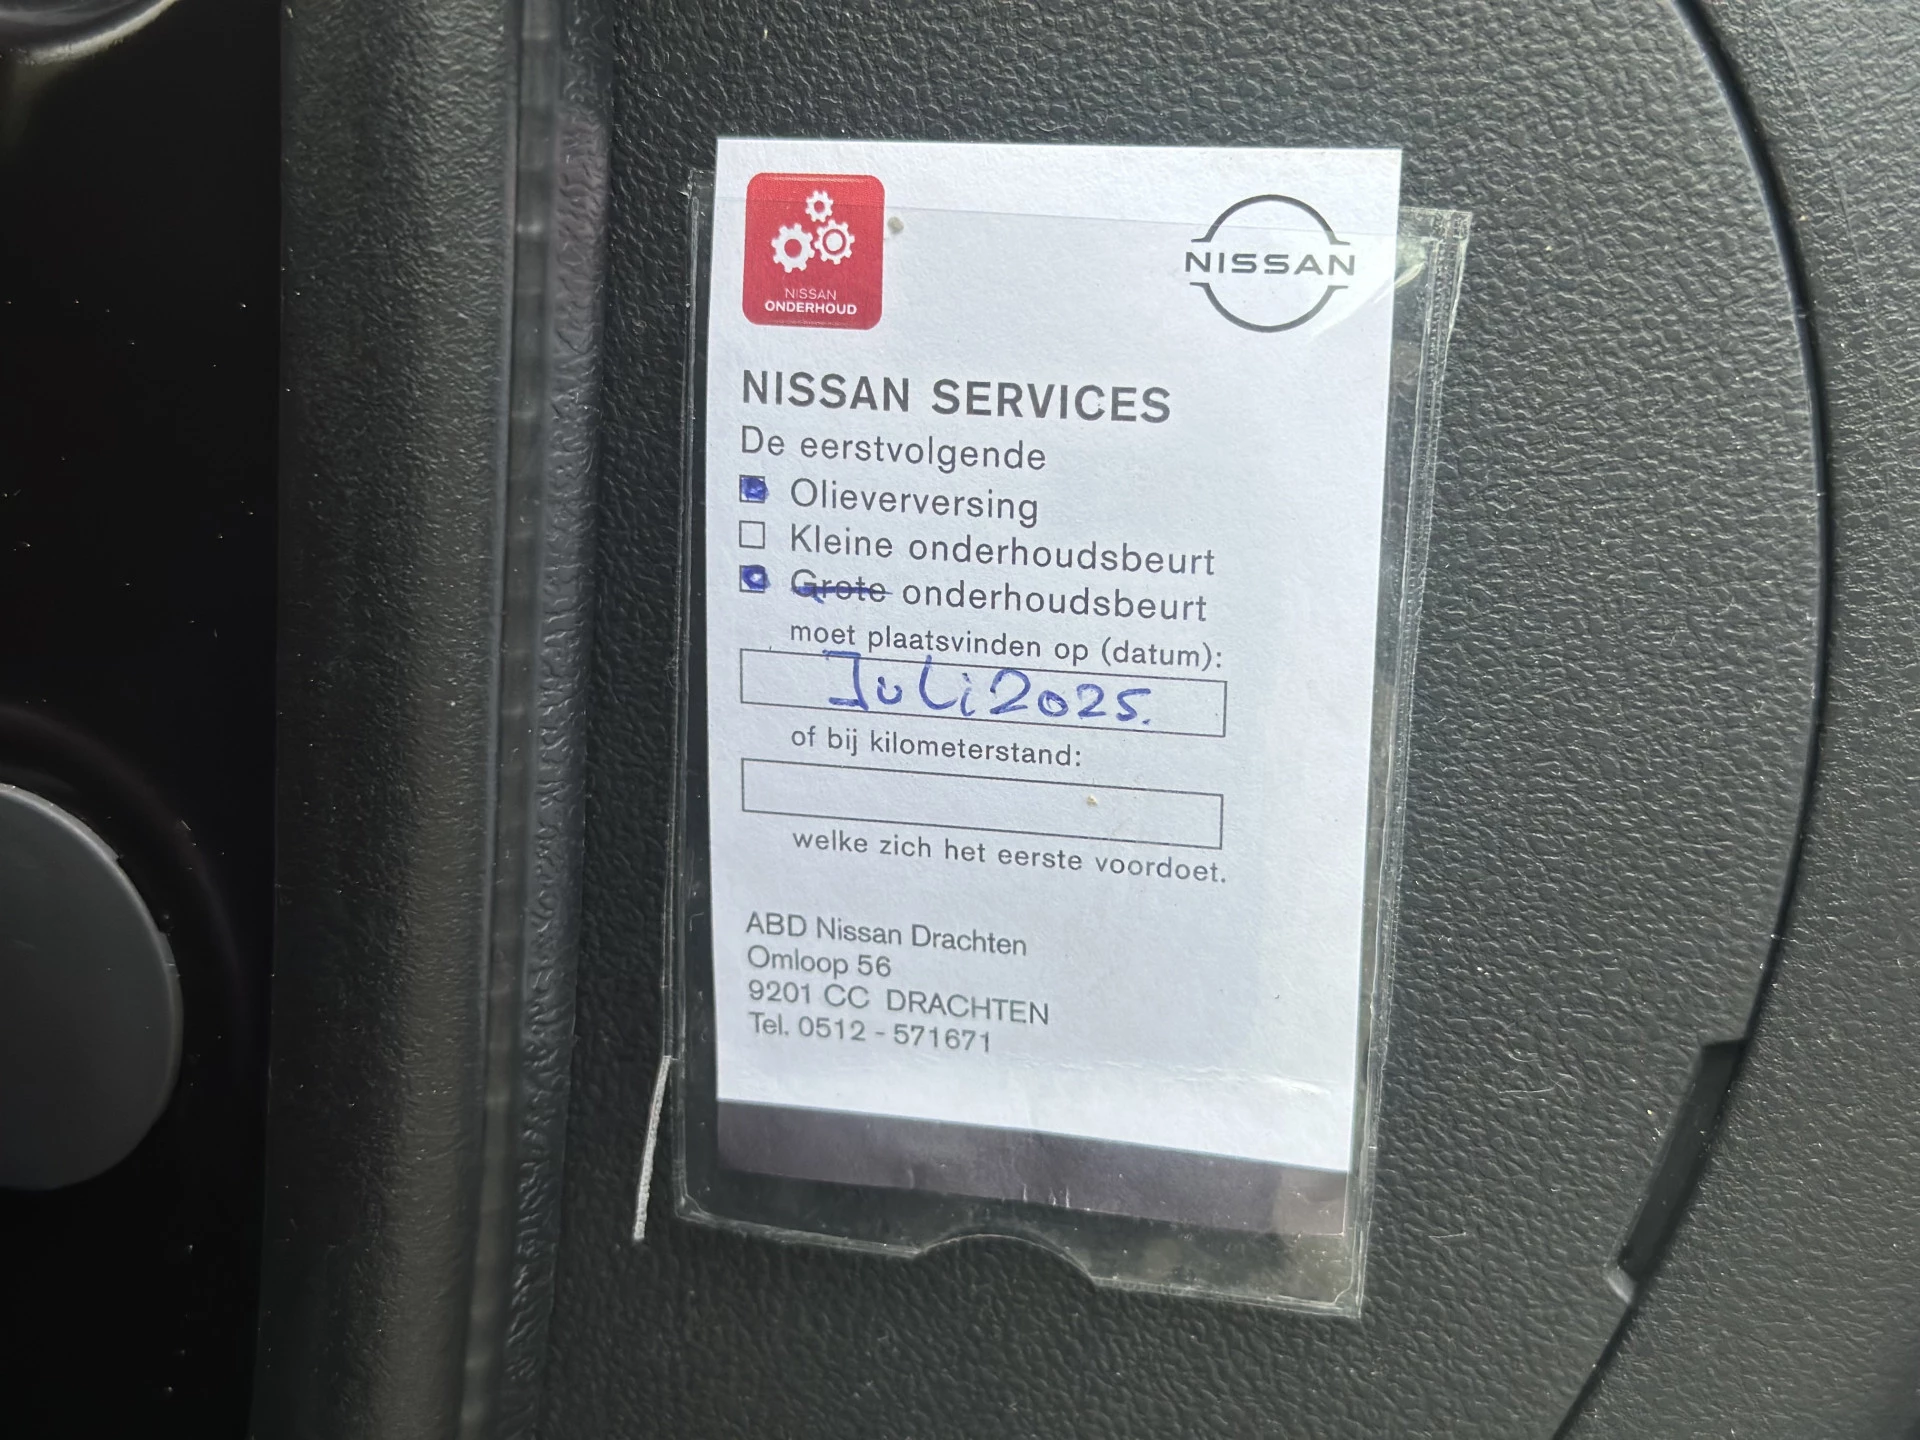 NISSAN
ONDERHOUD
NISSAN
NISSAN SERVICES
De eerstvolgende
Olieverversing
Kleine onderhoudsbeurt
Grote onderhoudsbeurt
moet plaatsvinden op (datum):
Juli 2025.
of bij kilometerstand:
welke zich het eerste voordoet.
ABD Nissan Drachten
Omloop 56
9201 CC DRACHTEN
Tel. 0512 - 571671